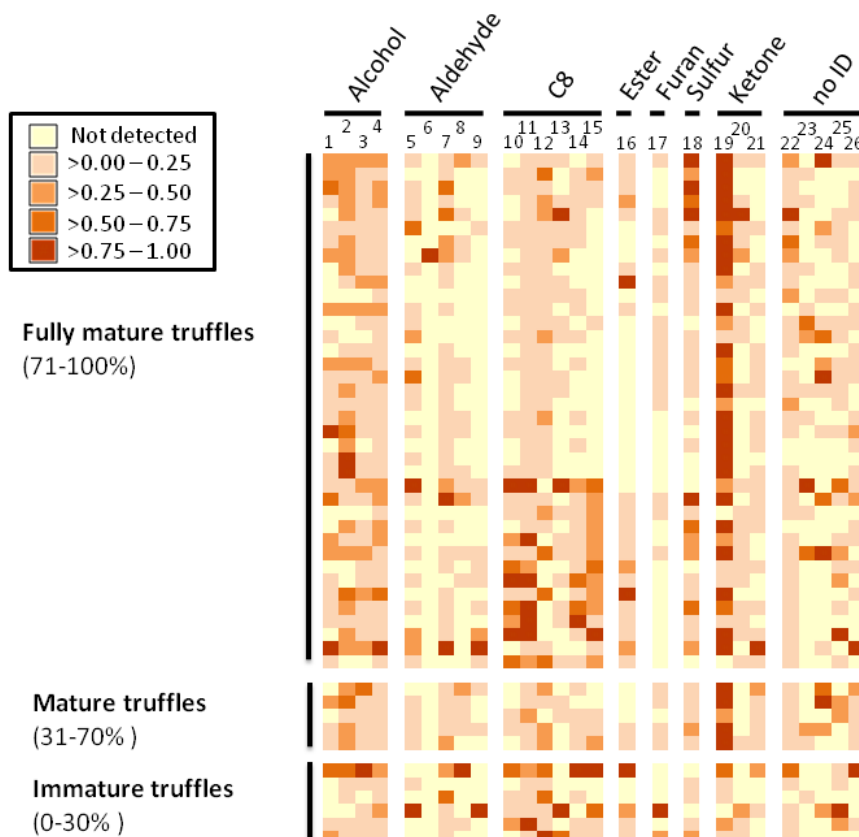 Alcohol
Aldehyde
C8
Ester
Furan
Sulfur
Ketone
no ID
2 4 6 8 11 13 15 20 25
1 3 5 7 9 10 12 14 16 17 18 19 21 22 24 26
Not detected
>0.00–0.25
>0.25–0.50
>0.50–0.75
>0.75–1.00
Fully mature truffles
(71-100%)
Mature truffles
(31-70% )
Immature truffles
(0-30% )